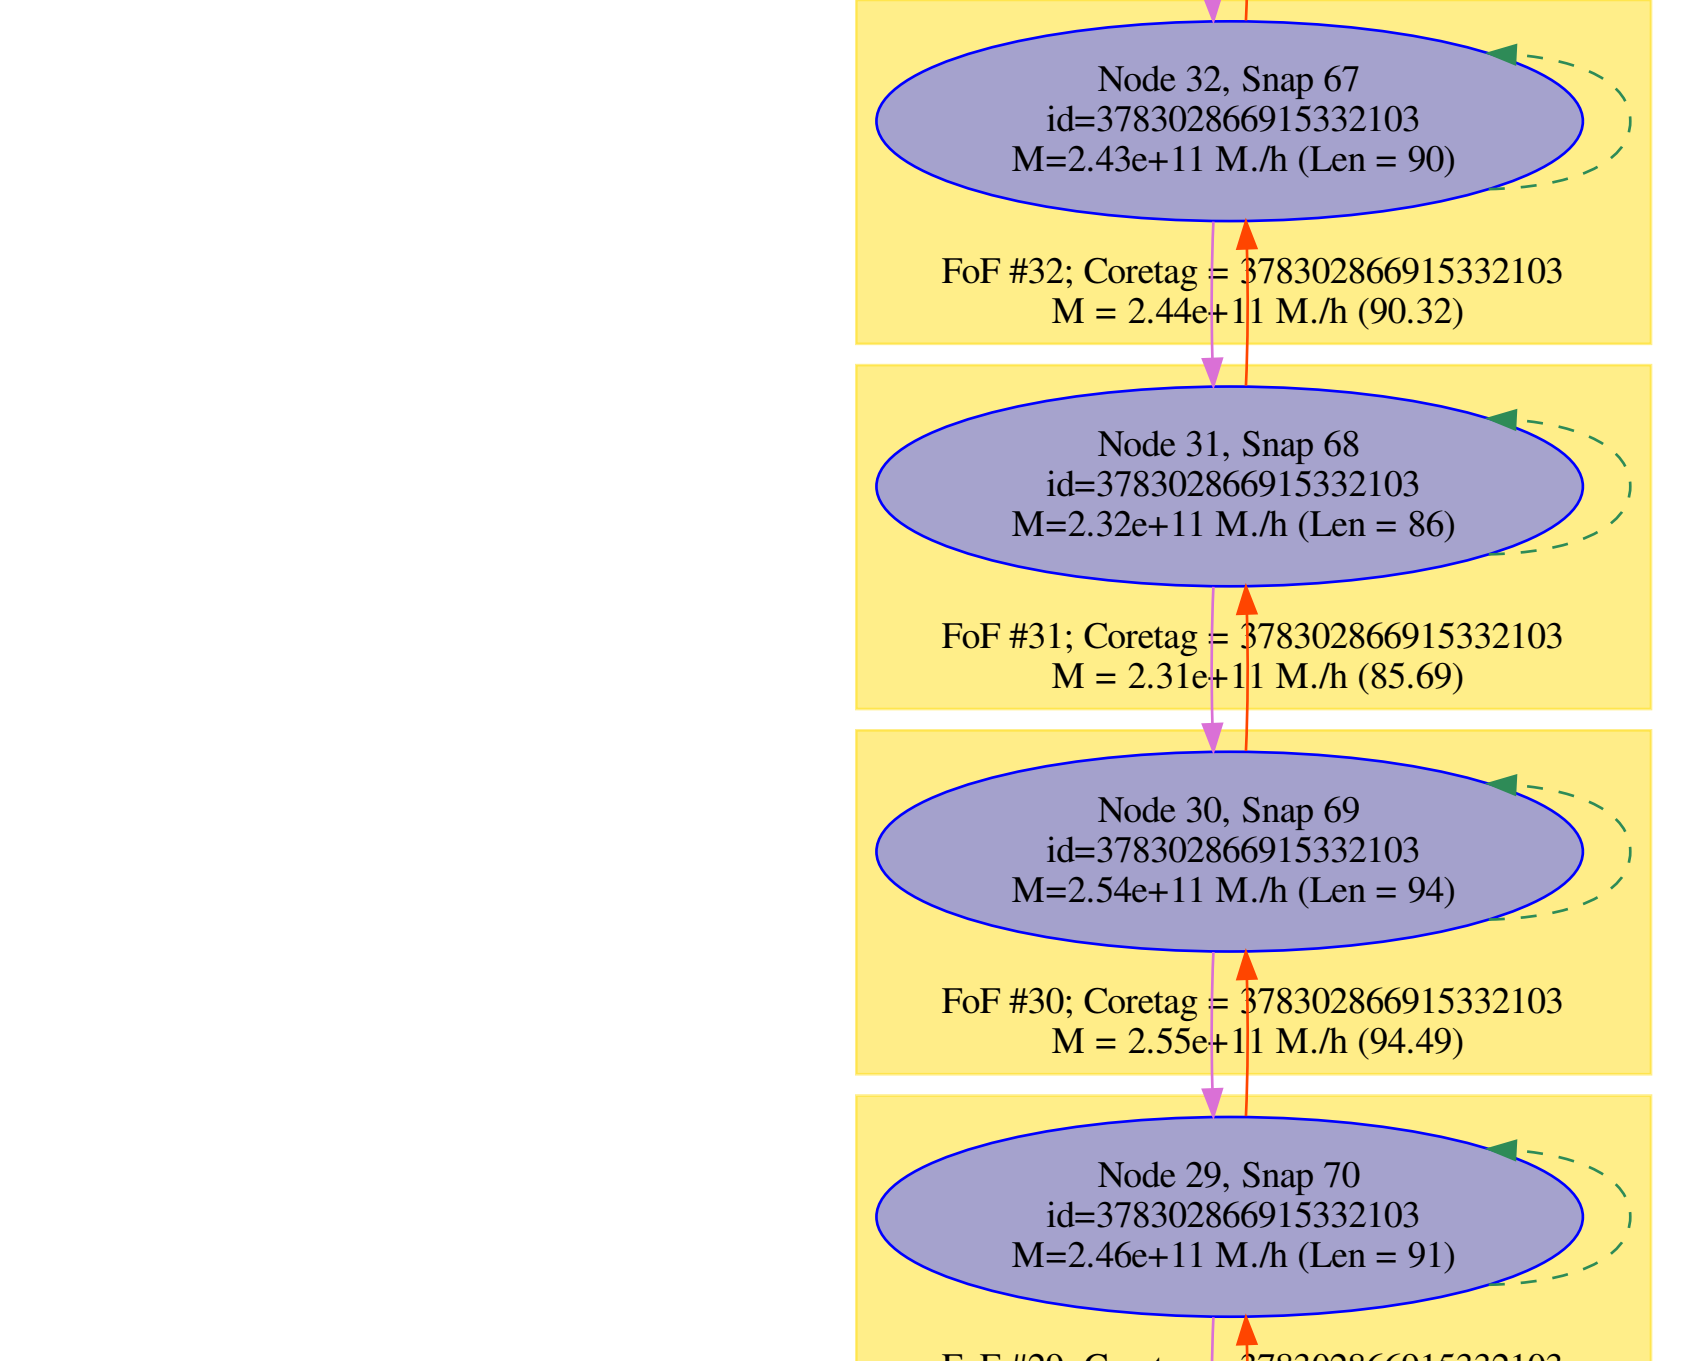 Node 32, Snap 67
id=378302866915332103
M=2.43e+11 M./h (Len = 90)
FoF #32; Coretag = 378302866915332103
M = 2.44e+11 M./h (90.32)
Node 31, Snap 68
id=378302866915332103
M=2.32e+11 M./h (Len = 86)
FoF #31; Coretag = 378302866915332103
M = 2.31e+11 M./h (85.69)
Node 30, Snap 69
id=378302866915332103
M=2.54e+11 M./h (Len = 94)
FoF #30; Coretag = 378302866915332103
M = 2.55e+11 M./h (94.49)
Node 29, Snap 70
id=378302866915332103
M=2.46e+11 M./h (Len = 91)